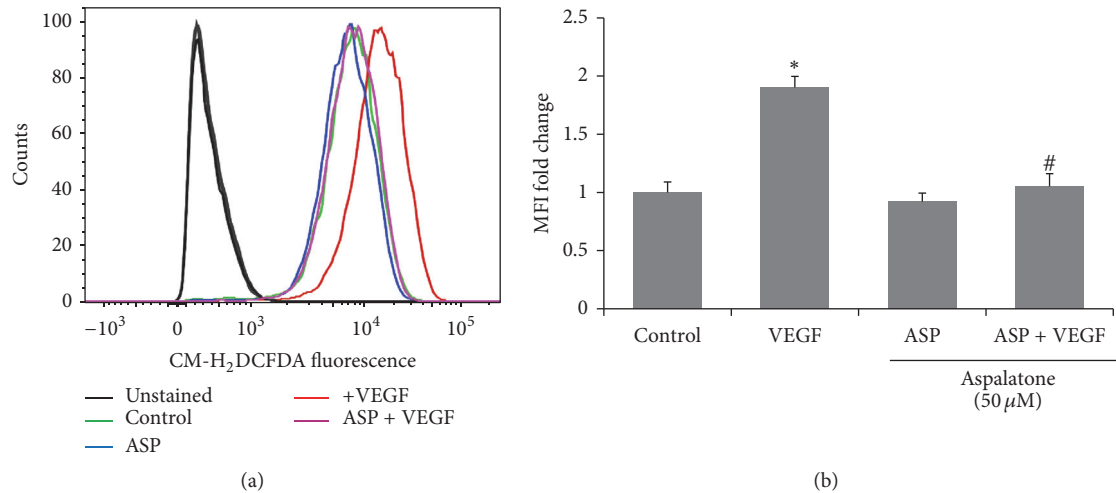 100
80
60
40
20
0
Counts
−10³ 0 10³ 10⁴ 10⁵
CM-H₂DCFDA fluorescence
Unstained
Control
ASP
+VEGF
ASP + VEGF
(a)
2.5
2
1.5
1
0.5
0
MFI fold change
*
#
Control VEGF ASP ASP + VEGF
Aspalatone
(50 µM)
(b)